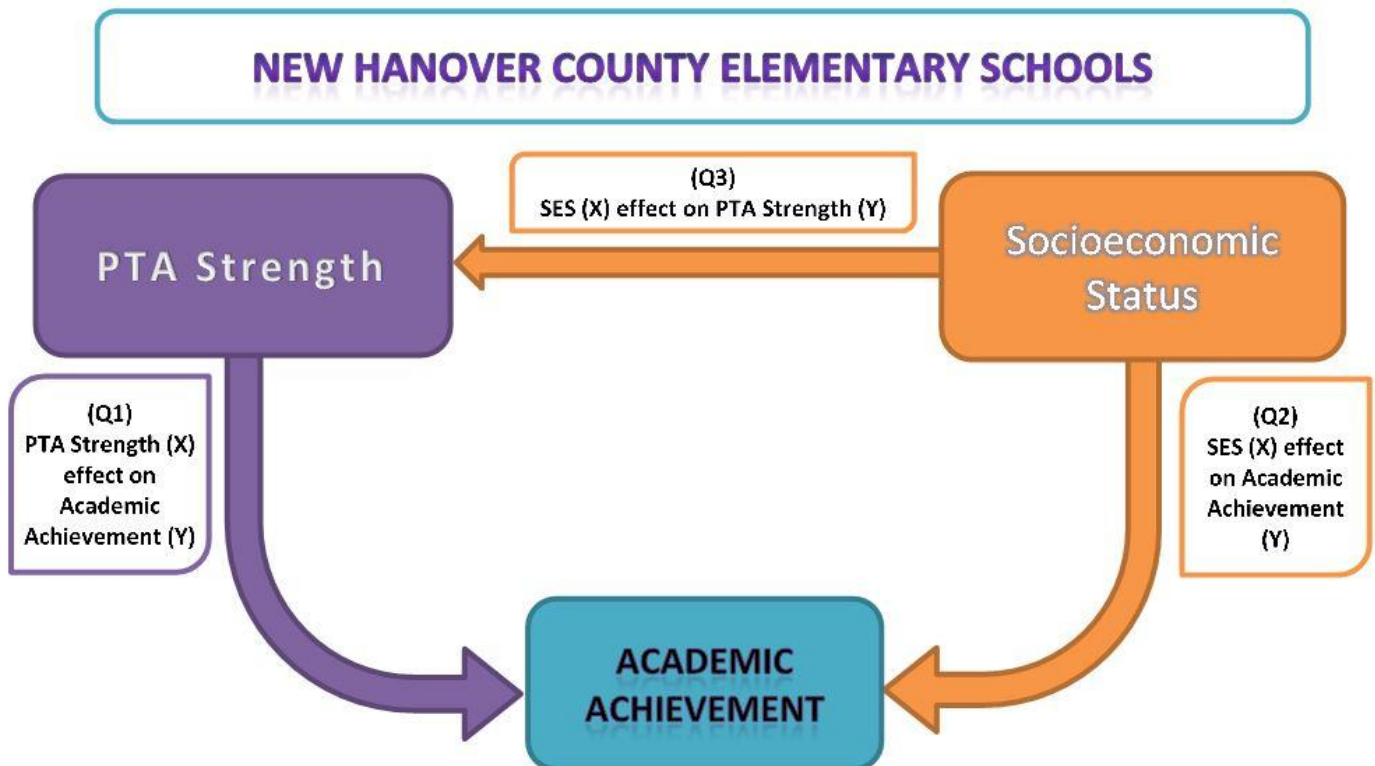 NEW HANOVER COUNTY ELEMENTARY SCHOOLS
(Q3)
SES (X) effect on PTA Strength (Y)
PTA Strength
Socioeconomic
Status
(Q1)
PTA Strength (X)
effect on
Academic
Achievement (Y)
(Q2)
SES (X) effect
on Academic
Achievement
(Y)
ACADEMIC
ACHIEVEMENT